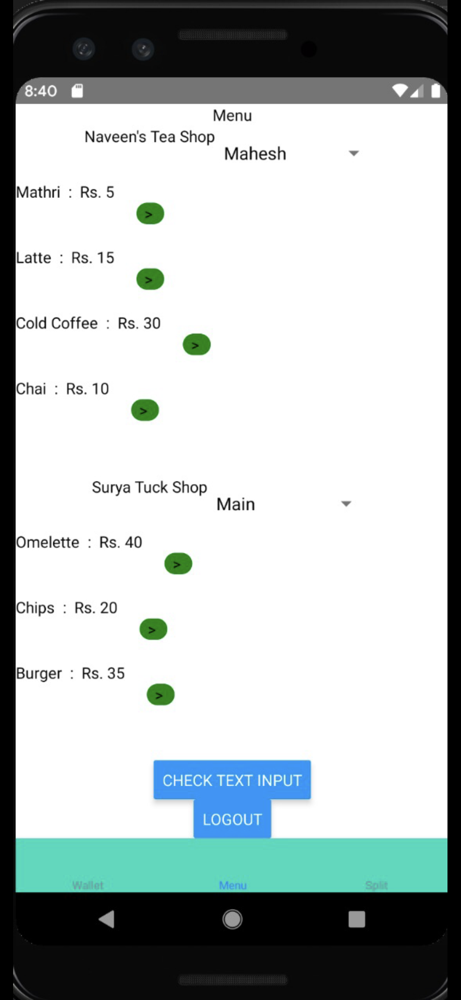 8:40
Menu
Naveen's Tea Shop
Mahesh
Mathri : Rs. 5
>
Latte : Rs. 15
>
Cold Coffee : Rs. 30
>
Chai : Rs. 10
>
Surya Tuck Shop
Main
Omelette : Rs. 40
>
Chips : Rs. 20
>
Burger : Rs. 35
>
CHECK TEXT INPUT
LOGOUT
Wallet Menu Split